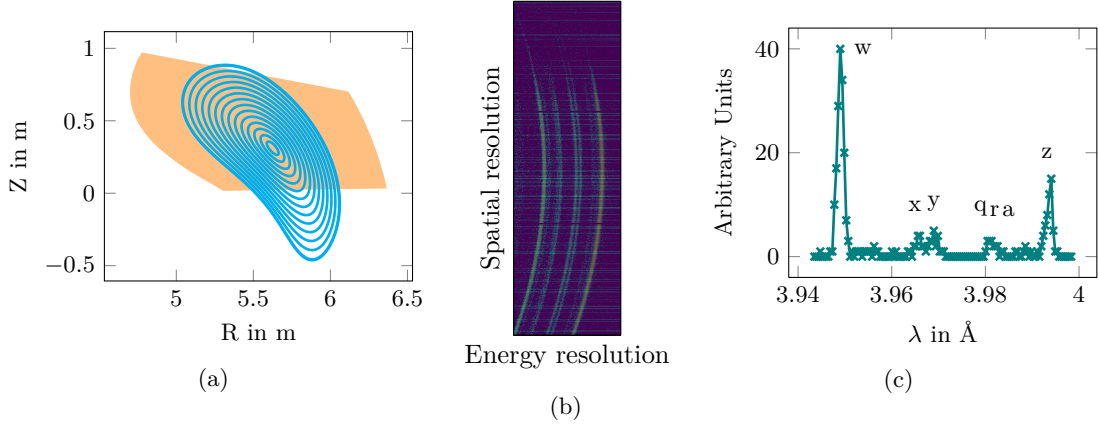 1
0.5
0
−0.5
5
5.5
6
6.5
Z in m
R in m
(a)
Spatial resolution
Energy resolution
(b)
40
20
0
3.94
3.96
3.98
4
Arbitrary Units
λ in Å
w
x y
qra
z
(c)